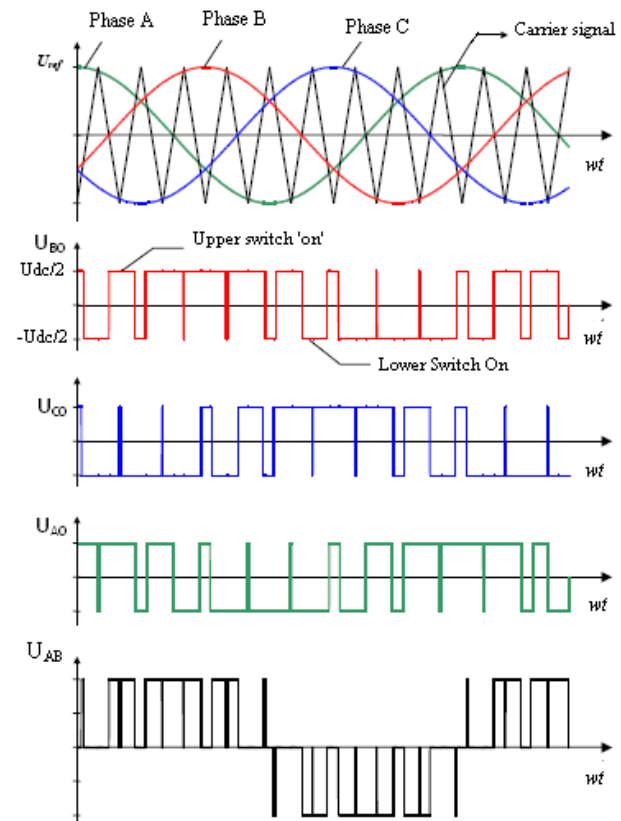 Phase A
Phase B
Phase C
Carrier signal
Uref
wt
UBO
Upper switch 'on'
Udc/2
-Udc/2
wt
Lower Switch On
UCO
wt
UAO
wt
UAB
wt